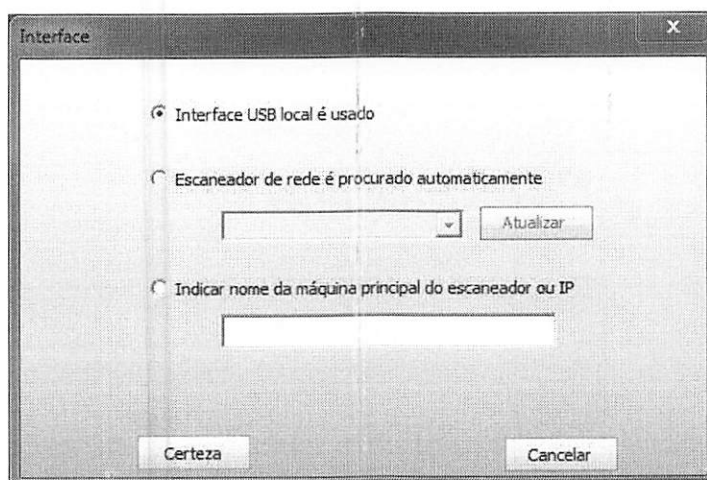 Interface
X
Interface USB local é usado
Escaneador de rede é procurado automaticamente
Atualizar
Indicar nome da máquina principal do escaneador ou IP
Certeza
Cancelar